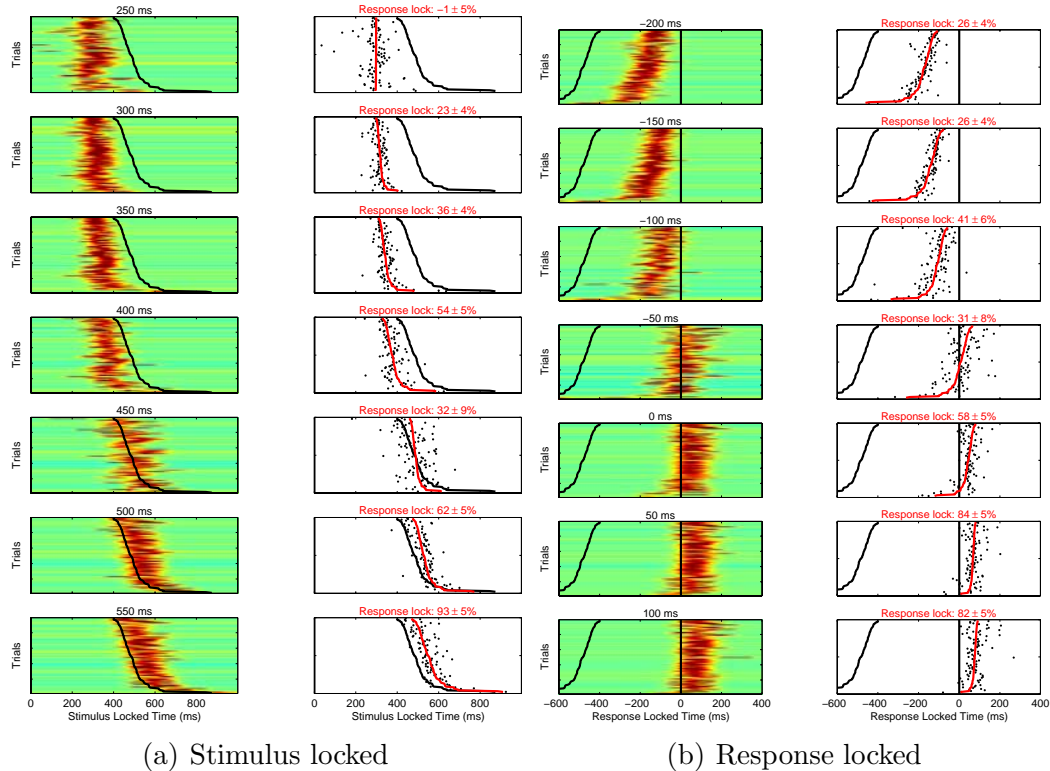 250 ms
Response lock: -1 ± 5%
Trials
300 ms
Response lock: 23 ± 4%
Trials
350 ms
Response lock: 36 ± 4%
Trials
400 ms
Response lock: 54 ± 5%
Trials
450 ms
Response lock: 32 ± 9%
Trials
500 ms
Response lock: 62 ± 5%
Trials
550 ms
Response lock: 93 ± 5%
Trials
0 200 400 600 800
Stimulus Locked Time (ms)
0 200 400 600 800
Stimulus Locked Time (ms)
(a) Stimulus locked
−200 ms
Response lock: 26 ± 4%
Trials
−150 ms
Response lock: 26 ± 4%
Trials
−100 ms
Response lock: 41 ± 6%
Trials
−50 ms
Response lock: 31 ± 8%
Trials
0 ms
Response lock: 58 ± 5%
Trials
50 ms
Response lock: 84 ± 5%
Trials
100 ms
Response lock: 82 ± 5%
Trials
−600 −400 −200 0 200 400
Response Locked Time (ms)
−600 −400 −200 0 200 400
Response Locked Time (ms)
(b) Response locked